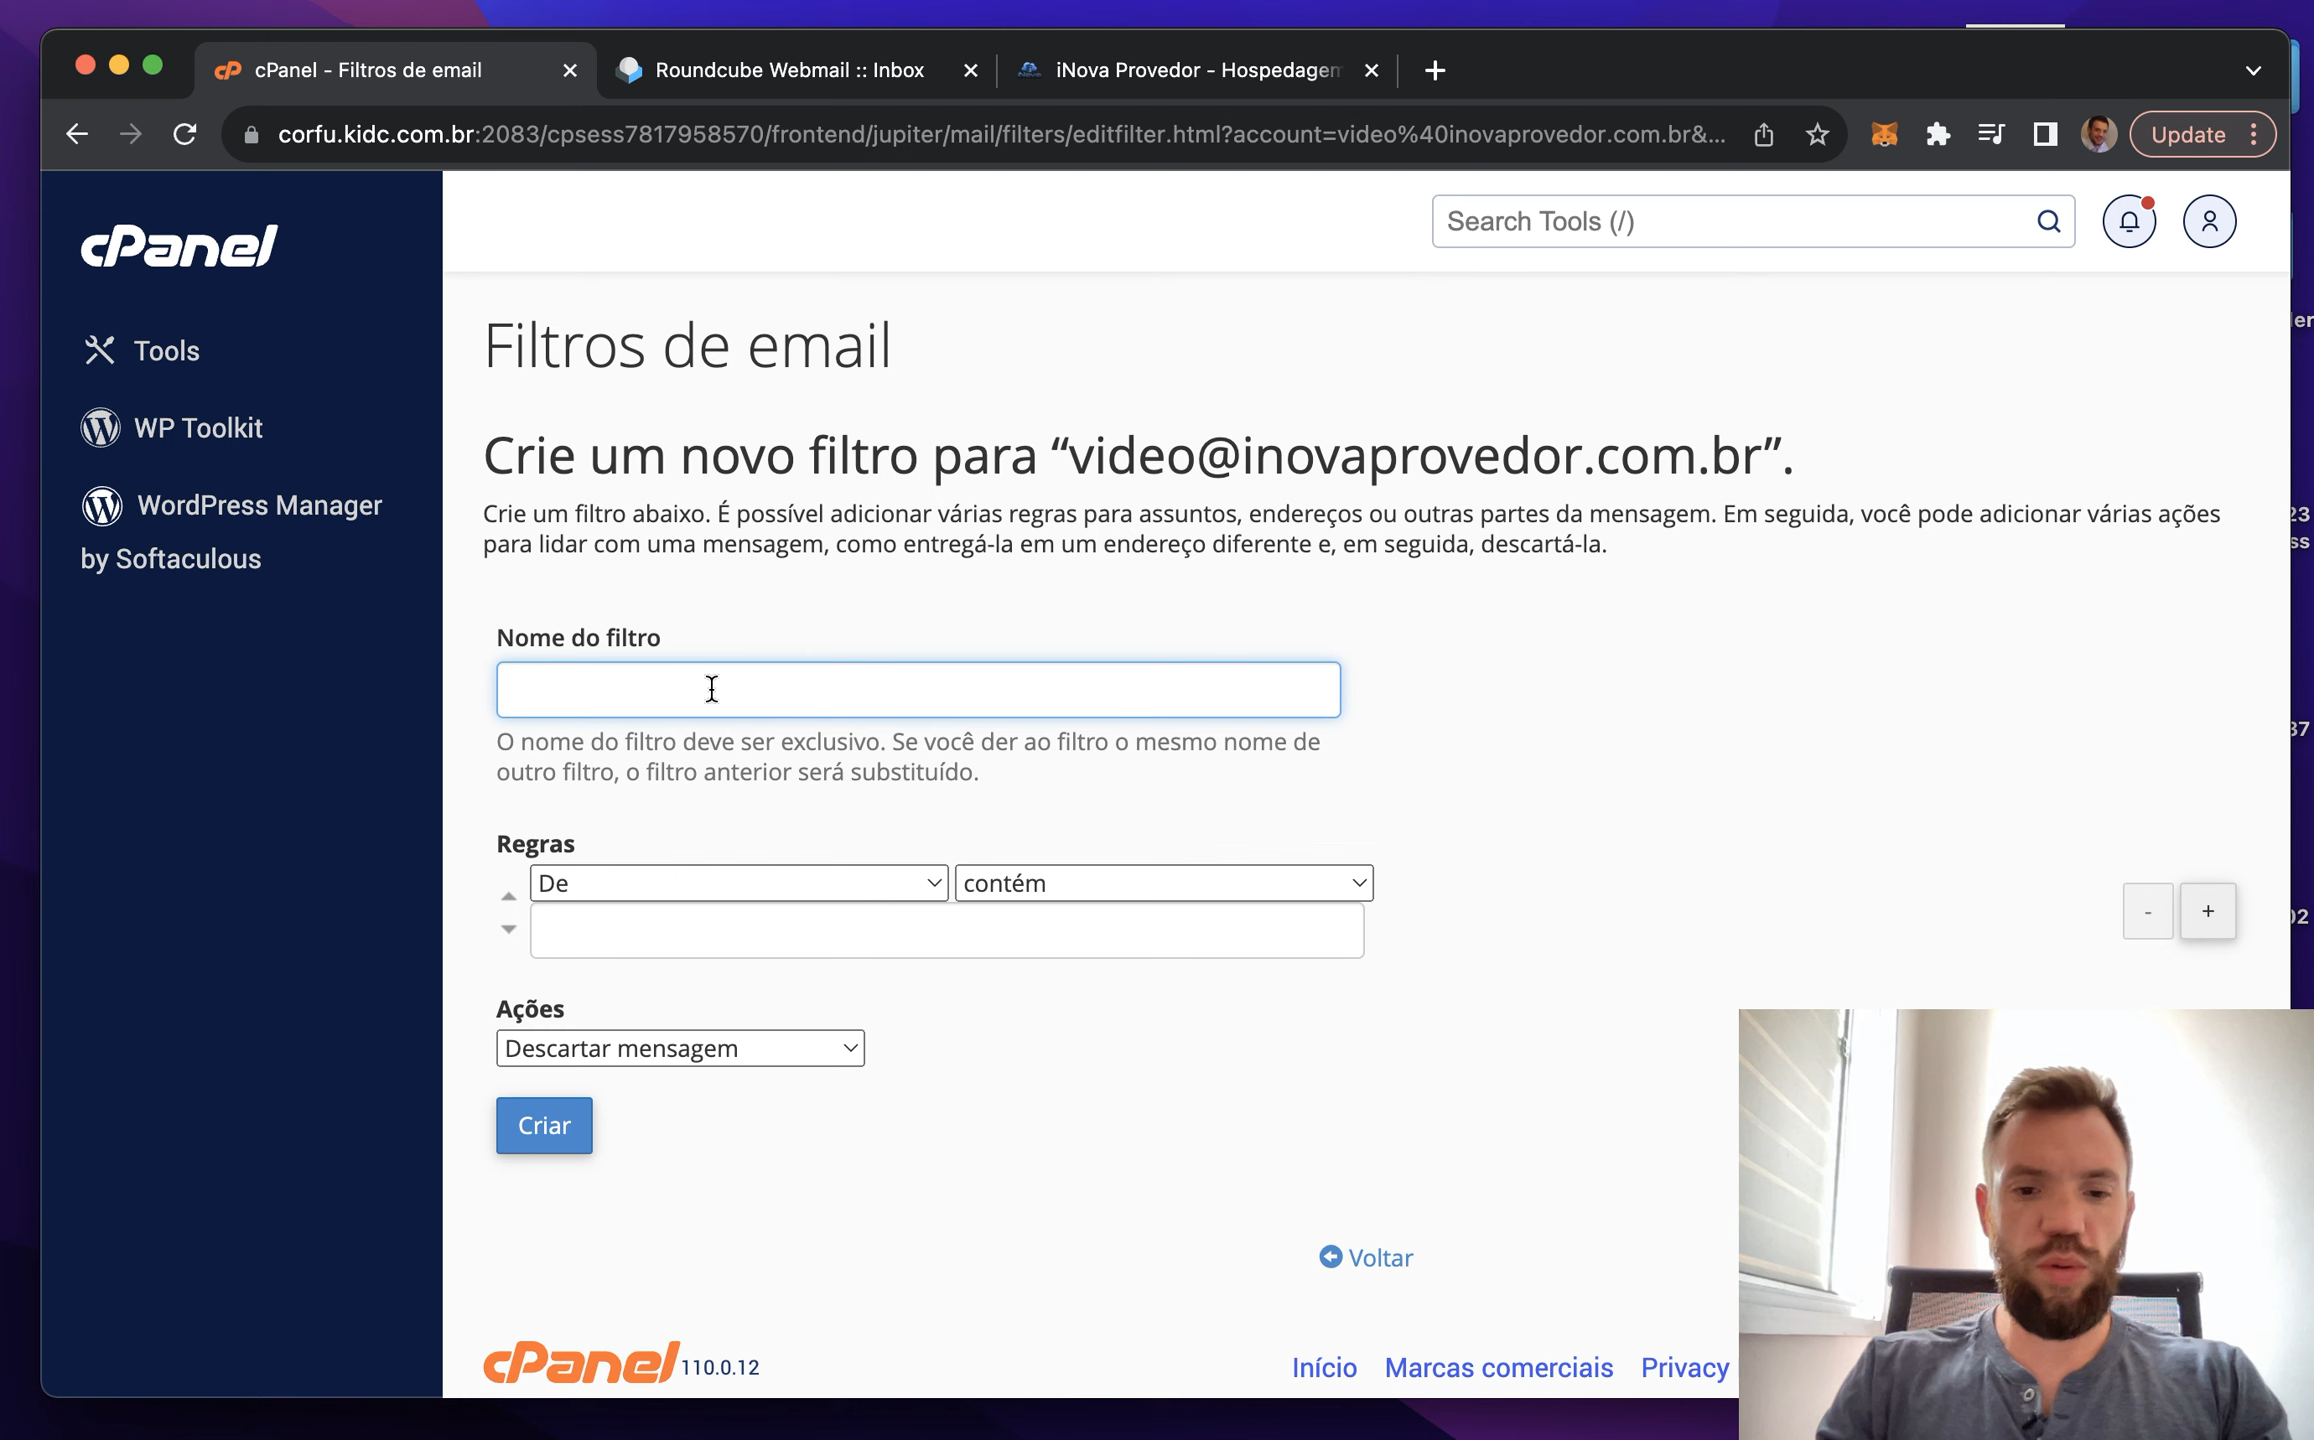 cPanel - Filtros de email
Roundcube Webmail :: Inbox
iNova Provedor - Hospedagem
corfu.kidc.com.br:2083/cpsess7817958570/frontend/jupiter/mail/filters/editfilter.html?account=video%40inovaprovedor.com.br&...
Update
cPanel
Search Tools (/)
Tools
WP Toolkit
WordPress Manager
by Softaculous
Filtros de email
Crie um novo filtro para “video@inovaprovedor.com.br”.
Crie um filtro abaixo. É possível adicionar várias regras para assuntos, endereços ou outras partes da mensagem. Em seguida, você pode adicionar várias ações
para lidar com uma mensagem, como entregá-la em um endereço diferente e, em seguida, descartá-la.
Nome do filtro
O nome do filtro deve ser exclusivo. Se você der ao filtro o mesmo nome de
outro filtro, o filtro anterior será substituído.
Regras
De
contém
-
+
Ações
Descartar mensagem
Criar
Voltar
cPanel 110.0.12
Início
Marcas comerciais
Privacy
ler
23
ss
37
02